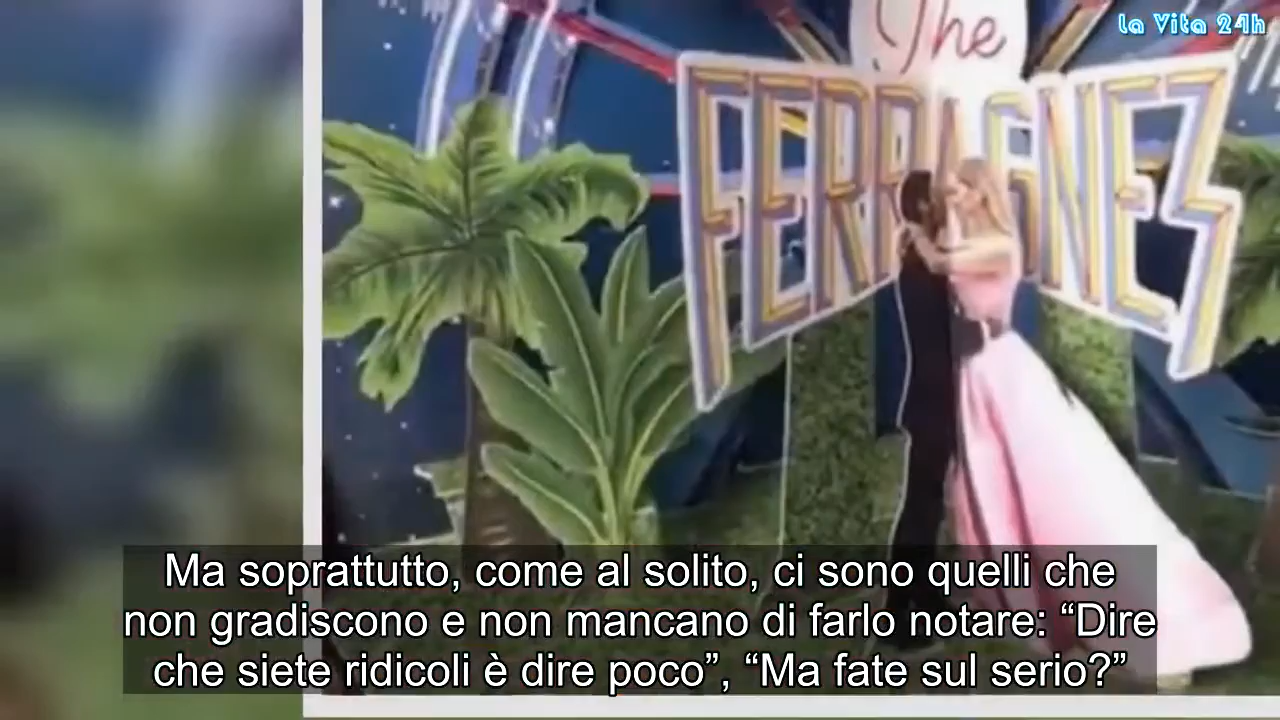 La Vita 24h
The
FERRAGNEZ
Ma soprattutto, come al solito, ci sono quelli che
non gradiscono e non mancano di farlo notare: “Dire
che siete ridicoli è dire poco”, “Ma fate sul serio?”